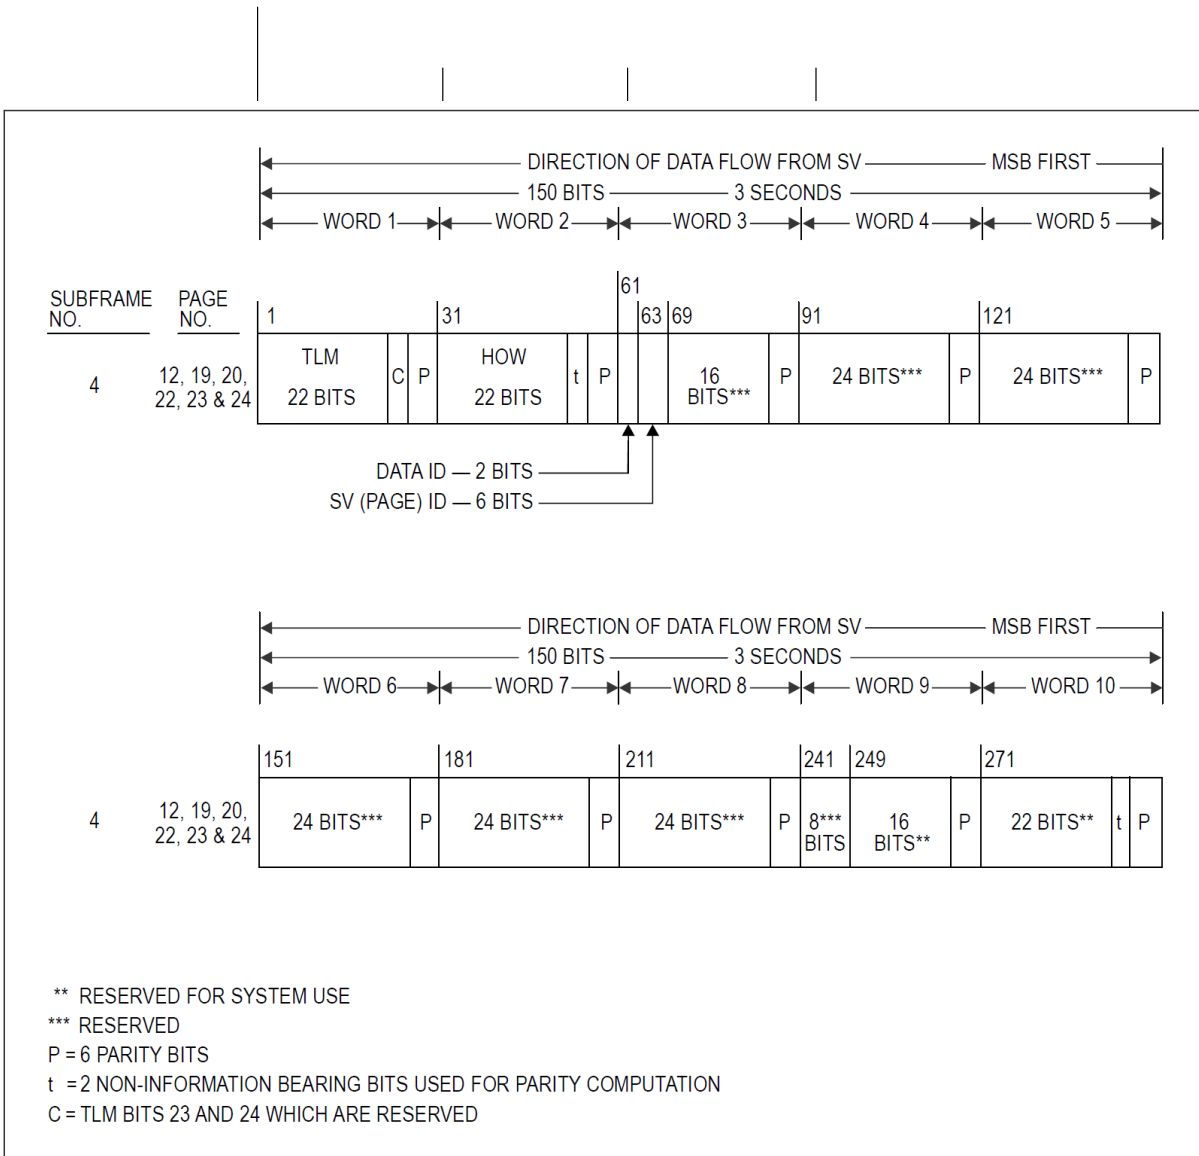 DIRECTION OF DATA FLOW FROM SV MSB FIRST
150 BITS 3 SECONDS
WORD 1 WORD 2 WORD 3 WORD 4 WORD 5
SUBFRAME NO. PAGE NO.
1 31 61 63 69 91 121
4 12, 19, 20, 22, 23 & 24
TLM 22 BITS C P HOW 22 BITS t P 16 BITS*** P 24 BITS*** P 24 BITS*** P
DATA ID — 2 BITS
SV (PAGE) ID — 6 BITS
DIRECTION OF DATA FLOW FROM SV MSB FIRST
150 BITS 3 SECONDS
WORD 6 WORD 7 WORD 8 WORD 9 WORD 10
151 181 211 241 249 271
4 12, 19, 20, 22, 23 & 24
24 BITS*** P 24 BITS*** P 24 BITS*** P 8*** BITS 16 BITS** P 22 BITS** t P
** RESERVED FOR SYSTEM USE
*** RESERVED
P = 6 PARITY BITS
t = 2 NON-INFORMATION BEARING BITS USED FOR PARITY COMPUTATION
C = TLM BITS 23 AND 24 WHICH ARE RESERVED